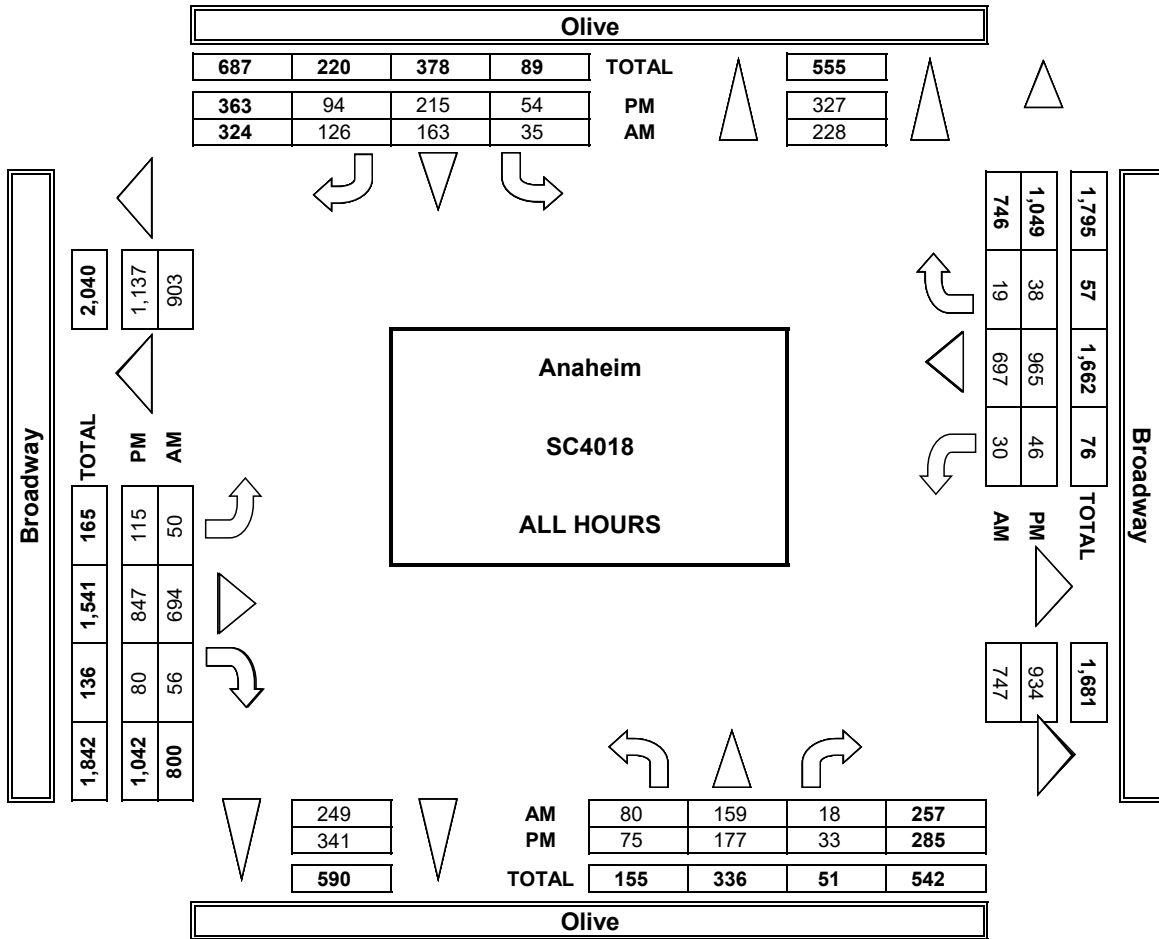 Olive
687 220 378 89 TOTAL 555
363 94 215 54 PM 327
324 126 163 35 AM 228
Broadway
2,040 1,137 903
TOTAL PM AM
165 115 50
1,541 847 694
136 80 56
1,842 1,042 800
Anaheim
SC4018
ALL HOURS
746 1,049 1,795
19 38 57
697 965 1,662
30 46 76
AM PM TOTAL
747 934 1,681
Broadway
249 AM 80 159 18 257
341 PM 75 177 33 285
590 TOTAL 155 336 51 542
Olive